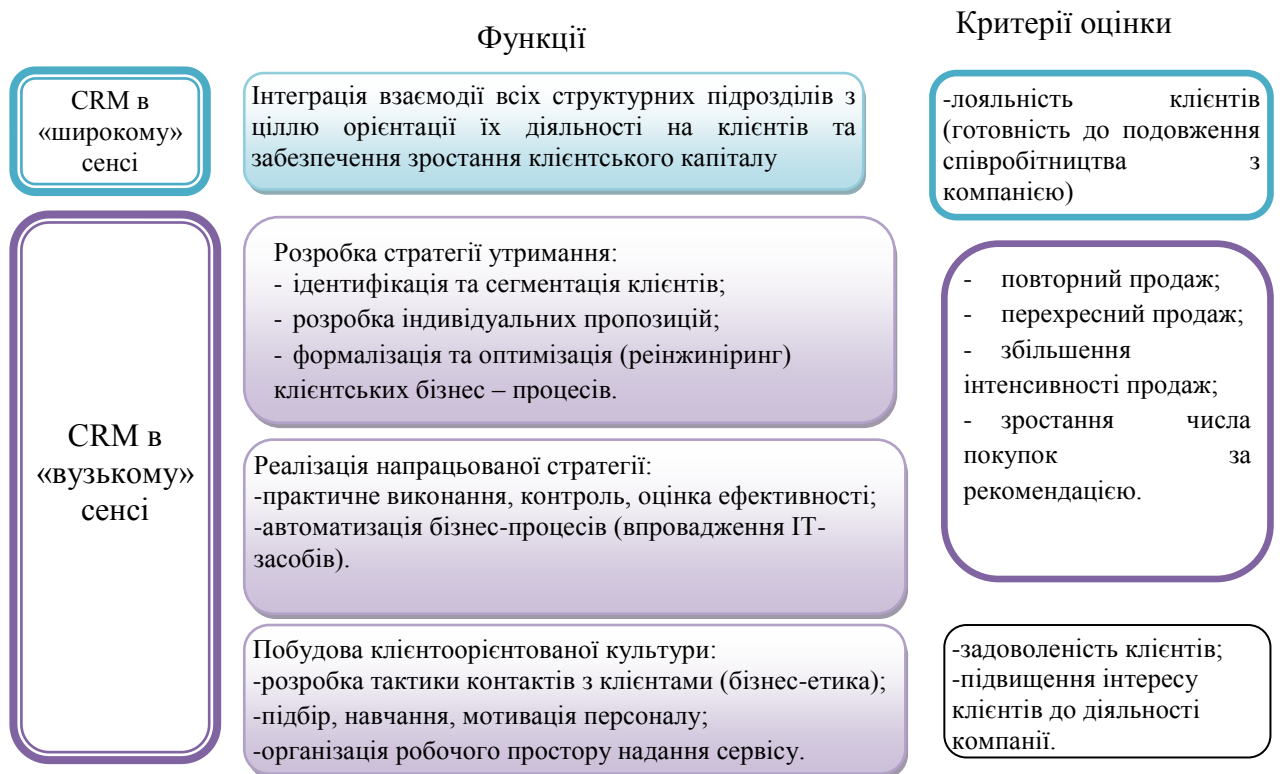 Функції
Критерії оцінки
CRM в
«широкому»
сенсі
Інтеграція взаємодії всіх структурних підрозділів з
ціллю орієнтації їх діяльності на клієнтів та
забезпечення зростання клієнтського капіталу
-лояльність клієнтів
(готовність до подовження
співробітництва з
компанією)
CRM в
«вузькому»
сенсі
Розробка стратегії утримання:
- ідентифікація та сегментація клієнтів;
- розробка індивідуальних пропозицій;
- формалізація та оптимізація (реінжиніринг)
клієнтських бізнес – процесів.
- повторний продаж;
- перехресний продаж;
- збільшення
інтенсивності продаж;
- зростання числа
покупок за
рекомендацією.
Реалізація напрацьованої стратегії:
-практичне виконання, контроль, оцінка ефективності;
-автоматизація бізнес-процесів (впровадження ІТ-
засобів).
Побудова клієнтоорієнтованої культури:
-розробка тактики контактів з клієнтами (бізнес-етика);
-підбір, навчання, мотивація персоналу;
-організація робочого простору надання сервісу.
-задоволеність клієнтів;
-підвищення інтересу
клієнтів до діяльності
компанії.